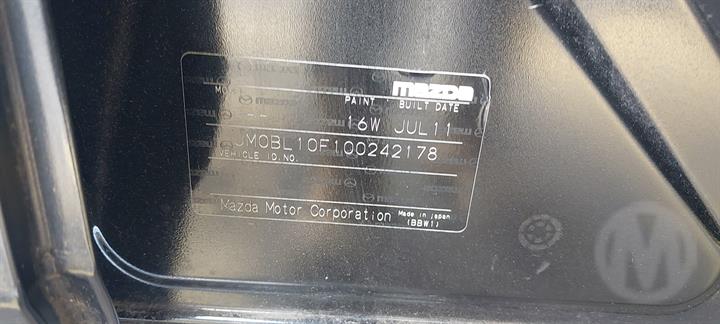 mazda
PAINT BUILT DATE
-- 16W JUL11
JM0BL10F100242178
VEHICLE ID.NO.
Mazda Motor Corporation Made in Japan
(BBW1)
M